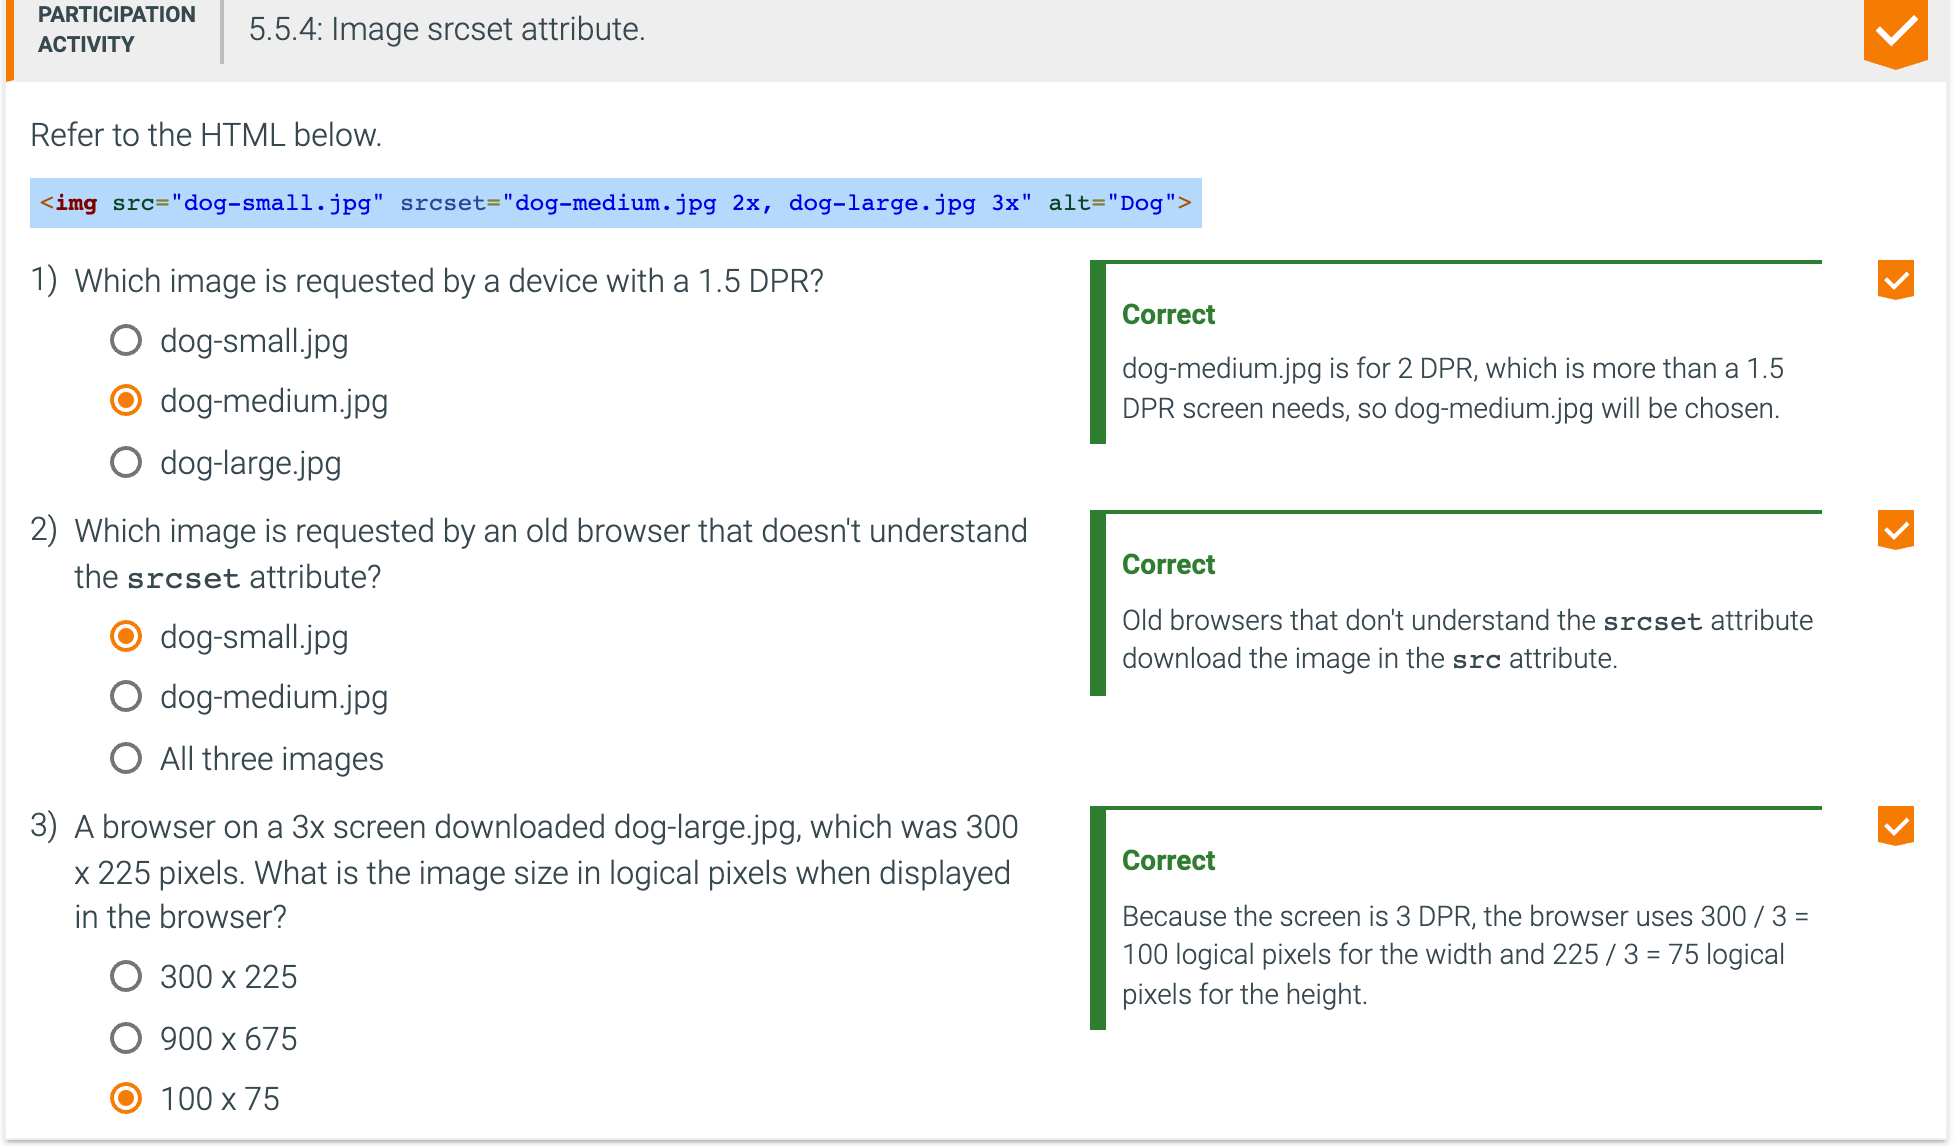 PARTICIPATION
ACTIVITY
5.5.4: Image srcset attribute.
Refer to the HTML below.
<img src="dog-small.jpg" srcset="dog-medium.jpg 2x, dog-large.jpg 3x" alt="Dog">
1) Which image is requested by a device with a 1.5 DPR?
dog-small.jpg
dog-medium.jpg
dog-large.jpg
Correct
dog-medium.jpg is for 2 DPR, which is more than a 1.5
DPR screen needs, so dog-medium.jpg will be chosen.
2) Which image is requested by an old browser that doesn't understand
the srcset attribute?
dog-small.jpg
dog-medium.jpg
All three images
Correct
Old browsers that don't understand the srcset attribute
download the image in the src attribute.
3) A browser on a 3x screen downloaded dog-large.jpg, which was 300
x 225 pixels. What is the image size in logical pixels when displayed
in the browser?
300 x 225
900 x 675
100 x 75
Correct
Because the screen is 3 DPR, the browser uses 300 / 3 =
100 logical pixels for the width and 225 / 3 = 75 logical
pixels for the height.